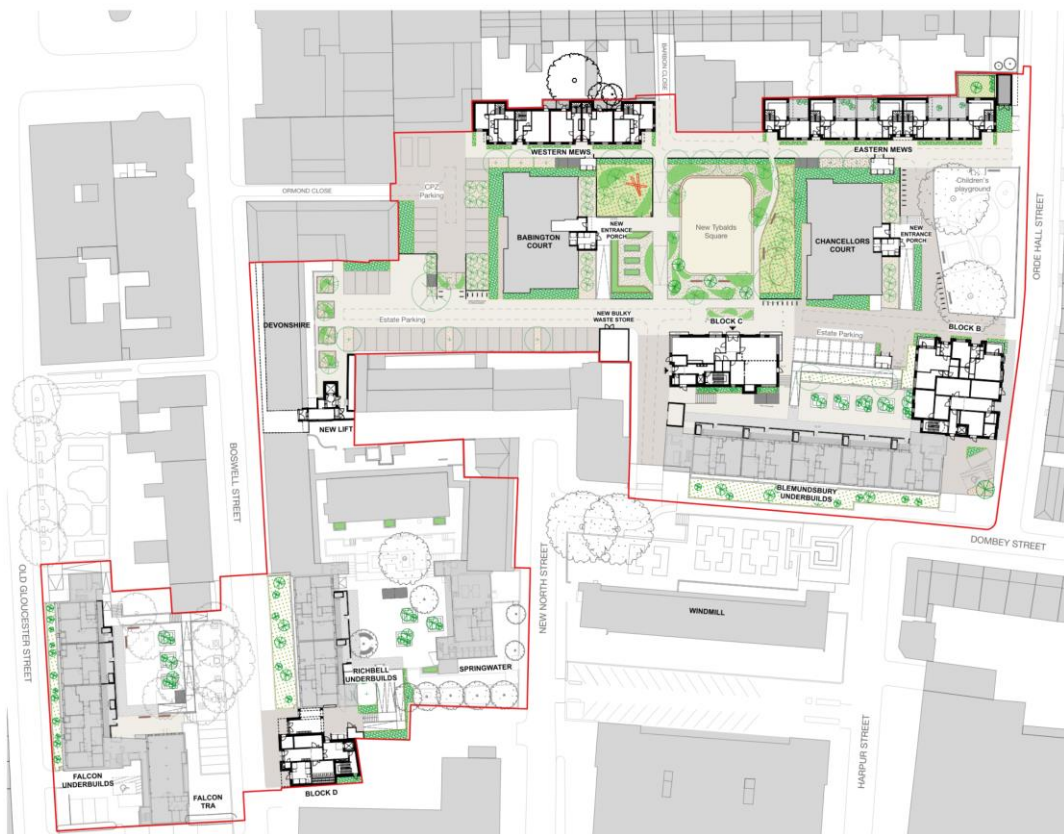 BARBON CLOSE
WESTERN MEWS
EASTERN MEWS
ORMOND CLOSE
CPZ
Parking
Children's
playground
ORDE HALL STREET
NEW
ENTRANCE
PORCH
BABINGTON
COURT
New Tybalds
Square
CHANCELLORS
COURT
NEW
ENTRANCE
PORCH
DEVONSHIRE
Estate Parking
NEW BULKY
WASTE STORE
BLOCK C
Estate Parking
BLOCK B
NEW LIFT
BOSWELL STREET
BLEMUNDSBURY
UNDERBUILDS
DOMBEY STREET
OLD GLOUCESTER STREET
NEW NORTH STREET
WINDMILL
RICHBELL
UNDERBUILDS
SPRINGWATER
HARPUR STREET
FALCON
UNDERBUILDS
FALCON
TRA
BLOCK D